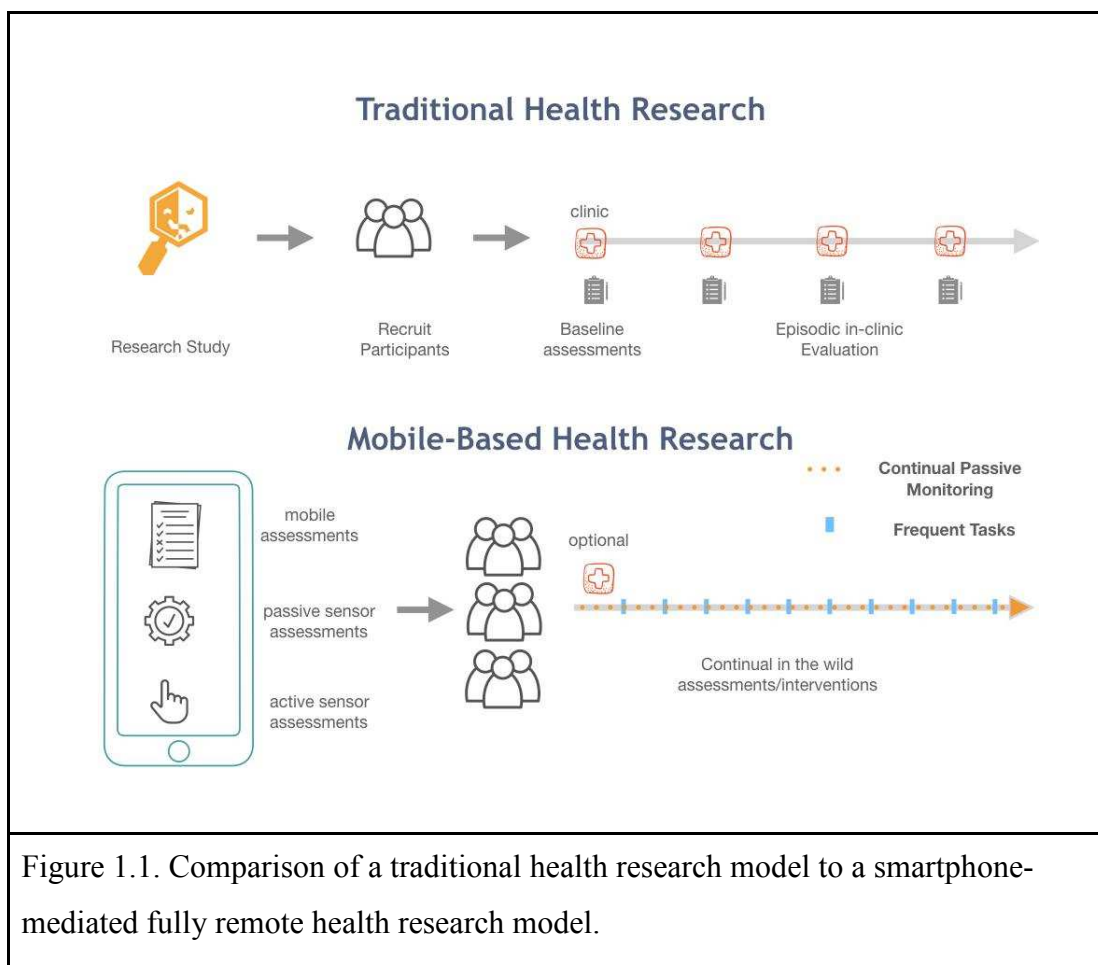 Traditional Health Research
clinic
Research Study
Recruit
Participants
Baseline
assessments
Episodic in-clinic
Evaluation
Mobile-Based Health Research
Continual Passive
Monitoring
Frequent Tasks
mobile
assessments
passive sensor
assessments
active sensor
assessments
optional
Continual in the wild
assessments/interventions
Figure 1.1. Comparison of a traditional health research model to a smartphone-
mediated fully remote health research model.